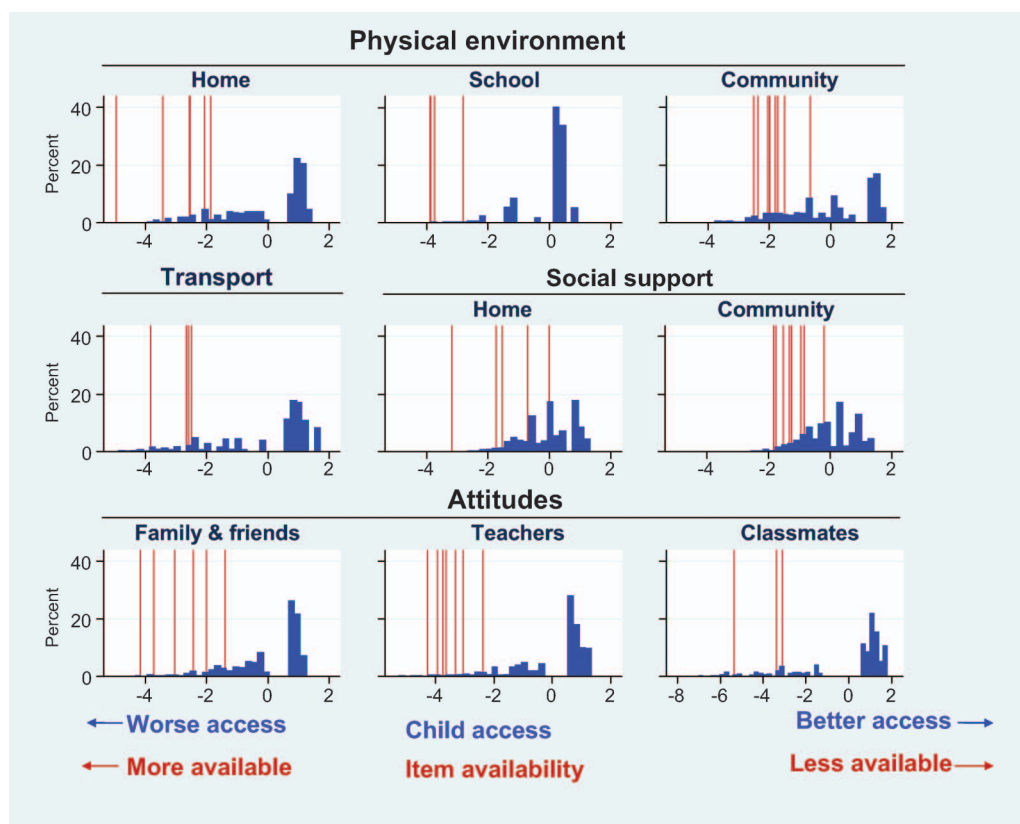 Physical environment
Home School Community
40
20
0
Percent
-4 -2 0 2 -4 -2 0 2 -4 -2 0 2
Transport Social support
Home Community
40
20
0
Percent
-4 -2 0 2 -4 -2 0 2 -4 -2 0 2
Attitudes
Family & friends Teachers Classmates
40
20
0
Percent
-4 -2 0 2 -4 -2 0 2 -8 -6 -4 -2 0 2
Worse access Child access Better access
More available Item availability Less available